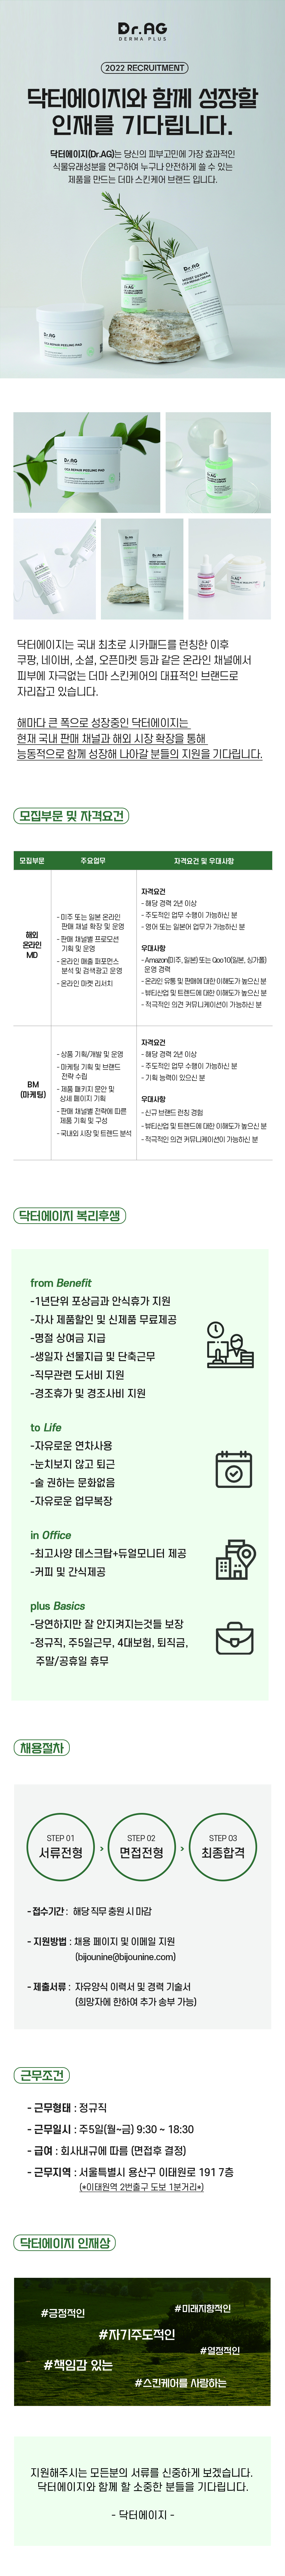 Dr.AG
DERMA PLUS
2022 RECRUITMENT
닥터에이지와 함께 성장할
인재를 기다립니다.
닥터에이지(Dr.AG)는 당신의 피부고민에 가장 효과적인
식물유래성분을 연구하여 누구나 안전하게 쓸 수 있는
제품을 만드는 더마 스킨케어 브랜드 입니다.
Dr.AG
Dr.AG
Dr.AG
CICA REPAIR PEELING PAD
Dr.AG
CICA REPAIR PEELING PAD
Dr.AG
닥터에이지는 국내 최초로 시카패드를 런칭한 이후
쿠팡, 네이버, 소셜, 오픈마켓 등과 같은 온라인 채널에서
피부에 자극없는 더마 스킨케어의 대표적인 브랜드로
자리잡고 있습니다.
해마다 큰 폭으로 성장중인 닥터에이지는
현재 국내 판매 채널과 해외 시장 확장을 통해
능동적으로 함께 성장해 나아갈 분들의 지원을 기다립니다.
모집부문 및 자격요건
모집부문 주요업무 자격요건 및 우대사항
해외
온라인
MD
- 미주 또는 일본 온라인
판매 채널 확장 및 운영
- 판매 채널별 프로모션
기획 및 운영
- 온라인 매출 퍼포먼스
분석 및 검색광고 운영
- 온라인 마켓 리서치
자격요건
- 해당 경력 2년 이상
- 주도적인 업무 수행이 가능하신 분
- 영어 또는 일본어 업무가 가능하신 분
우대사항
- Amazon(미주, 일본) 또는 Qoo10(일본, 싱가폴)
운영 경력
- 온라인 유통 및 판매에 대한 이해도가 높으신 분
- 뷰티산업 및 트렌드에 대한 이해도가 높으신 분
- 적극적인 의견 커뮤니케이션이 가능하신 분
BM
(마케팅)
- 상품 기획/개발 및 운영
- 마케팅 기획 및 브랜드
전략 수립
- 제품 패키지 문안 및
상세 페이지 기획
- 판매 채널별 전략에 따른
제품 기획 및 구성
- 국내외 시장 및 트렌드 분석
자격요건
- 해당 경력 2년 이상
- 주도적인 업무 수행이 가능하신 분
- 기획 능력이 있으신 분
우대사항
- 신규 브랜드 런칭 경험
- 뷰티산업 및 트렌드에 대한 이해도가 높으신 분
- 적극적인 의견 커뮤니케이션이 가능하신 분
닥터에이지 복리후생
from Benefit
-1년단위 포상금과 안식휴가 지원
-자사 제품할인 및 신제품 무료제공
-명절 상여금 지급
-생일자 선물지급 및 단축근무
-직무관련 도서비 지원
-경조휴가 및 경조사비 지원
to Life
-자유로운 연차사용
-눈치보지 않고 퇴근
-술 권하는 문화없음
-자유로운 업무복장
in Office
-최고사양 데스크탑+듀얼모니터 제공
-커피 및 간식제공
plus Basics
-당연하지만 잘 안지켜지는것들 보장
-정규직, 주5일근무, 4대보험, 퇴직금,
주말/공휴일 휴무
채용절차
STEP 01
서류전형
>
STEP 02
면접전형
>
STEP 03
최종합격
- 접수기간 : 해당 직무 충원 시 마감
- 지원방법 : 채용 페이지 및 이메일 지원
(bijounine@bijounine.com)
- 제출서류 : 자유양식 이력서 및 경력 기술서
(희망자에 한하여 추가 송부 가능)
근무조건
- 근무형태 : 정규직
- 근무일시 : 주5일(월~금) 9:30 ~ 18:30
- 급여 : 회사내규에 따름 (면접후 결정)
- 근무지역 : 서울특별시 용산구 이태원로 191 7층
(*이태원역 2번출구 도보 1분거리*)
닥터에이지 인재상
#긍정적인
#미래지향적인
#자기주도적인
#열정적인
#책임감 있는
#스킨케어를 사랑하는
지원해주시는 모든분의 서류를 신중하게 보겠습니다.
닥터에이지와 함께 할 소중한 분들을 기다립니다.
- 닥터에이지 -